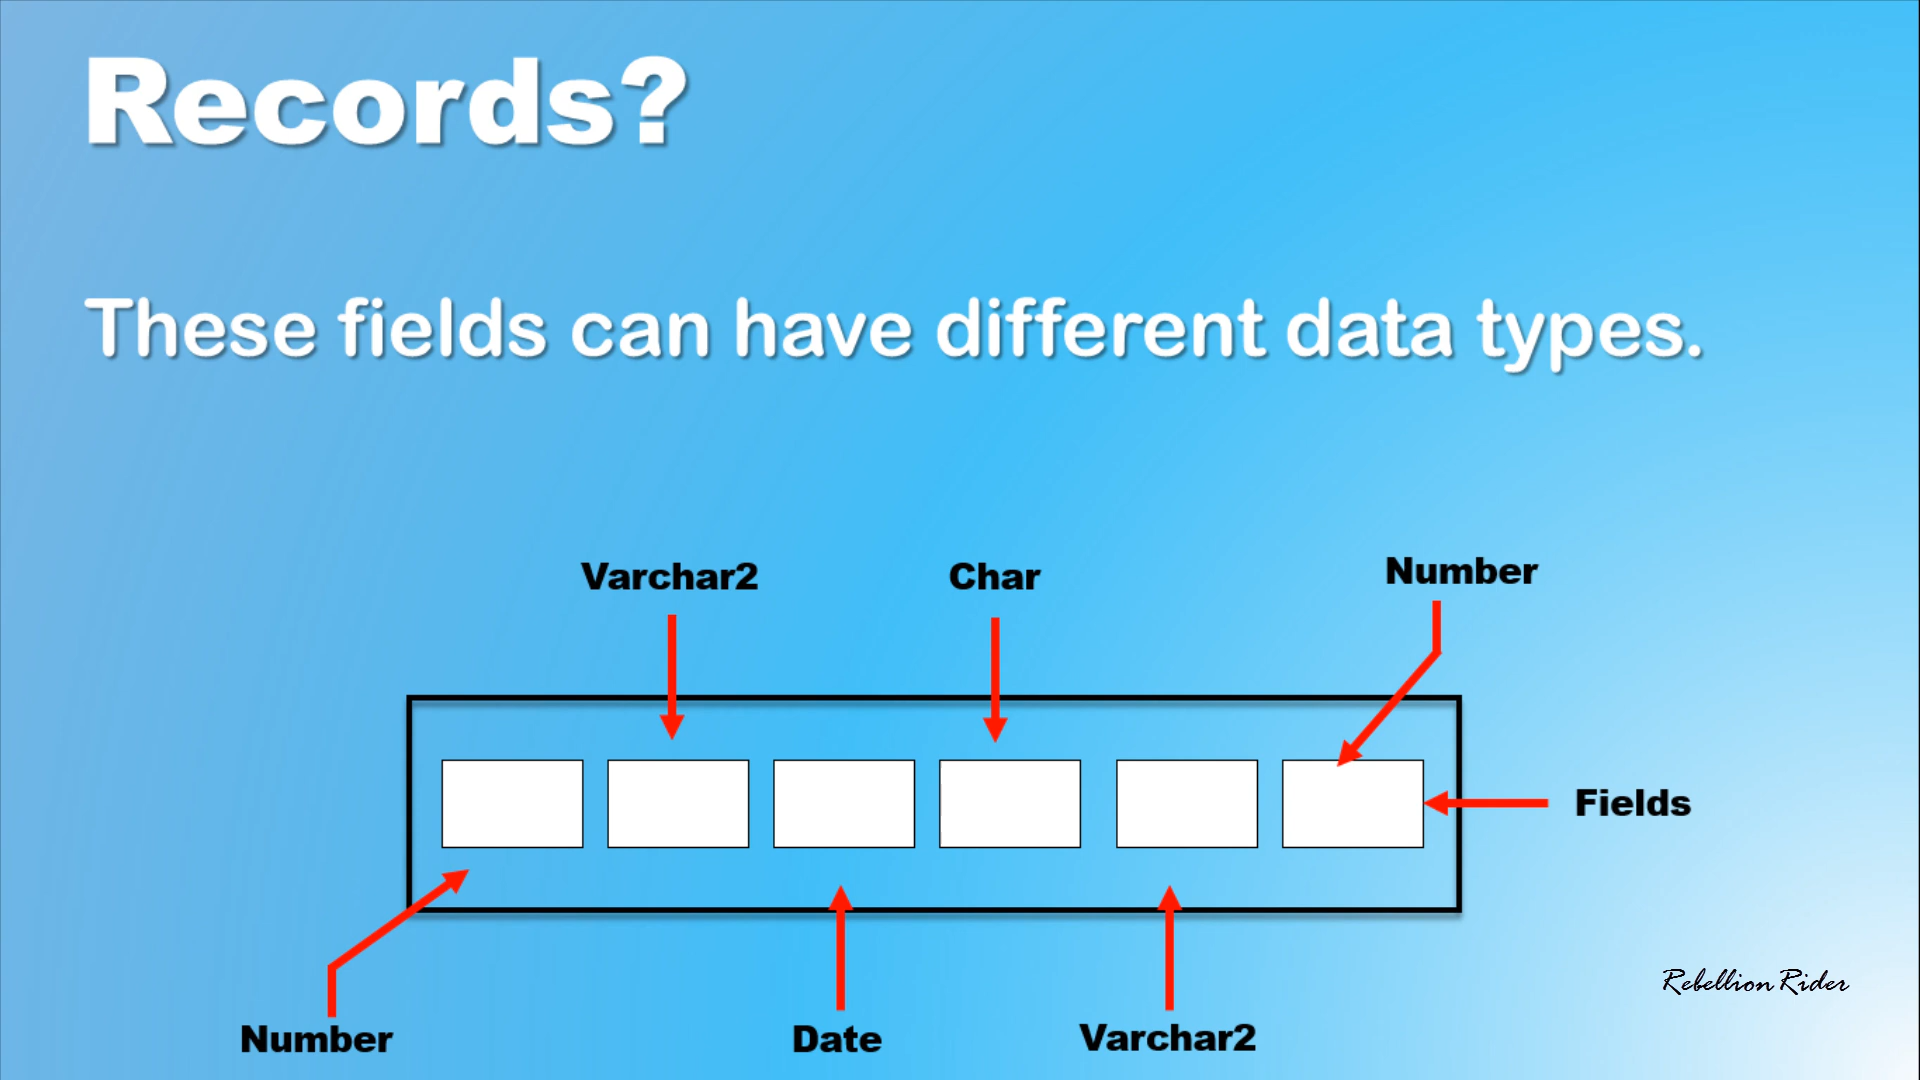 Records?
These fields can have different data types.
Varchar2
Char
Number
Fields
Number
Date
Varchar2
Rebellion Rider